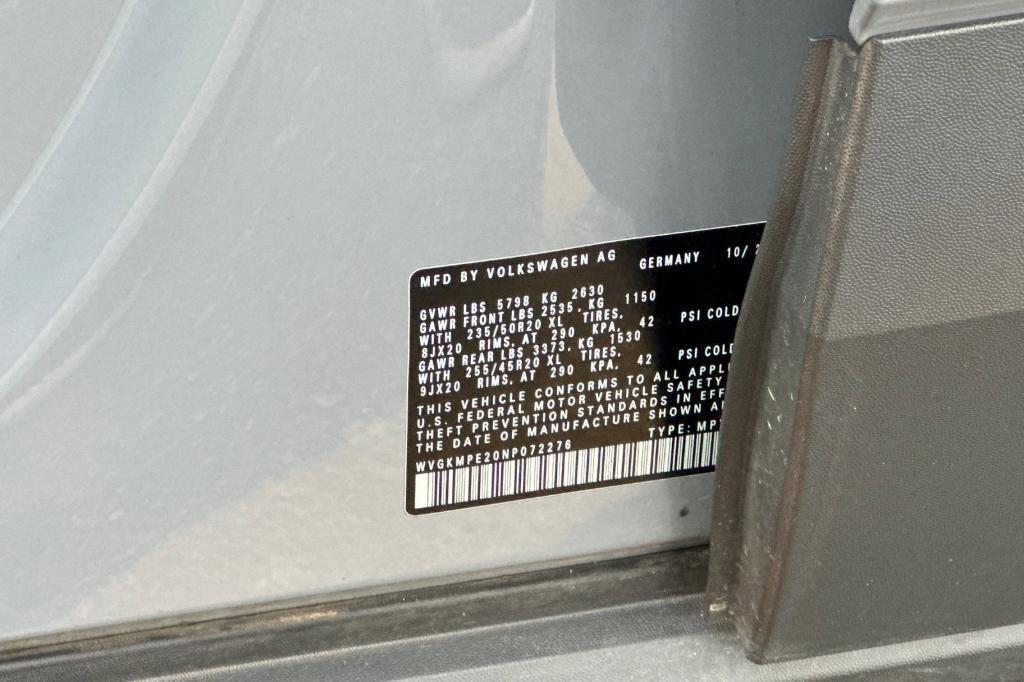 MFD BY VOLKSWAGEN AG GERMANY 10/
GVWR LBS 5798 KG 2630
GAWR FRONT LBS 2535. KG 1150
WITH 235/50R20 XL TIRES.
8JX20 RIMS. AT 290 KPA. 42 PSI COLD
GAWR REAR LBS 3373. KG 1530
WITH 255/45R20 XL TIRES.
9JX20 RIMS. AT 290 KPA. 42 PSI COLD
THIS VEHICLE CONFORMS TO ALL APPL
U.S. FEDERAL MOTOR VEHICLE SAFETY
THEFT PREVENTION STANDARDS IN EFF
THE DATE OF MANUFACTURE SHOWN A
WVGKMPE20NP072276 TYPE: MP